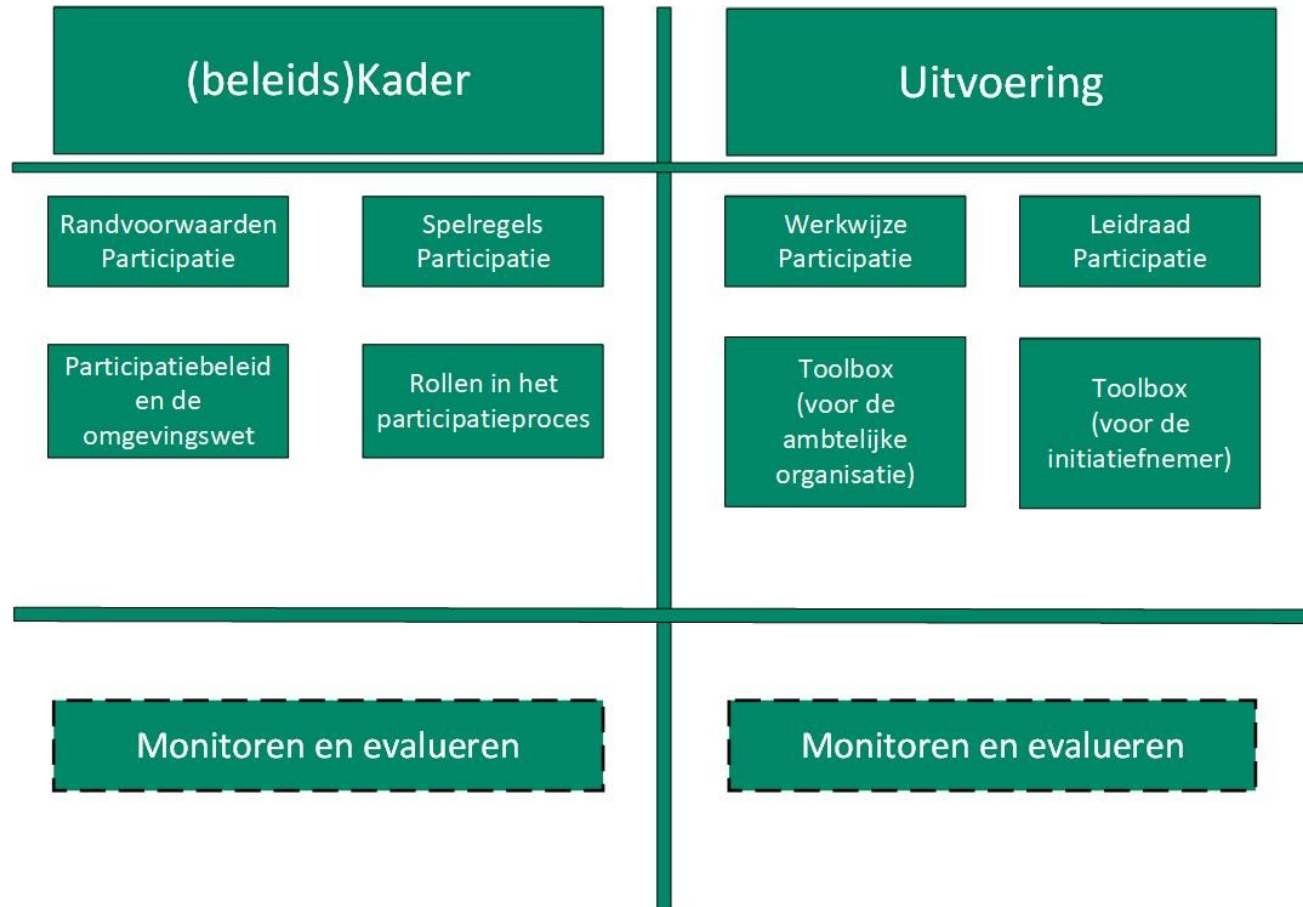 (beleids)Kader
Uitvoering
Randvoorwaarden
Participatie
Spelregels
Participatie
Werkwijze
Participatie
Leidraad
Participatie
Participatiebeleid
en de
omgevingswet
Rollen in het
participatieproces
Toolbox
(voor de
ambtelijke
organisatie)
Toolbox
(voor de
initiatiefnemer)
Monitoren en evalueren
Monitoren en evalueren